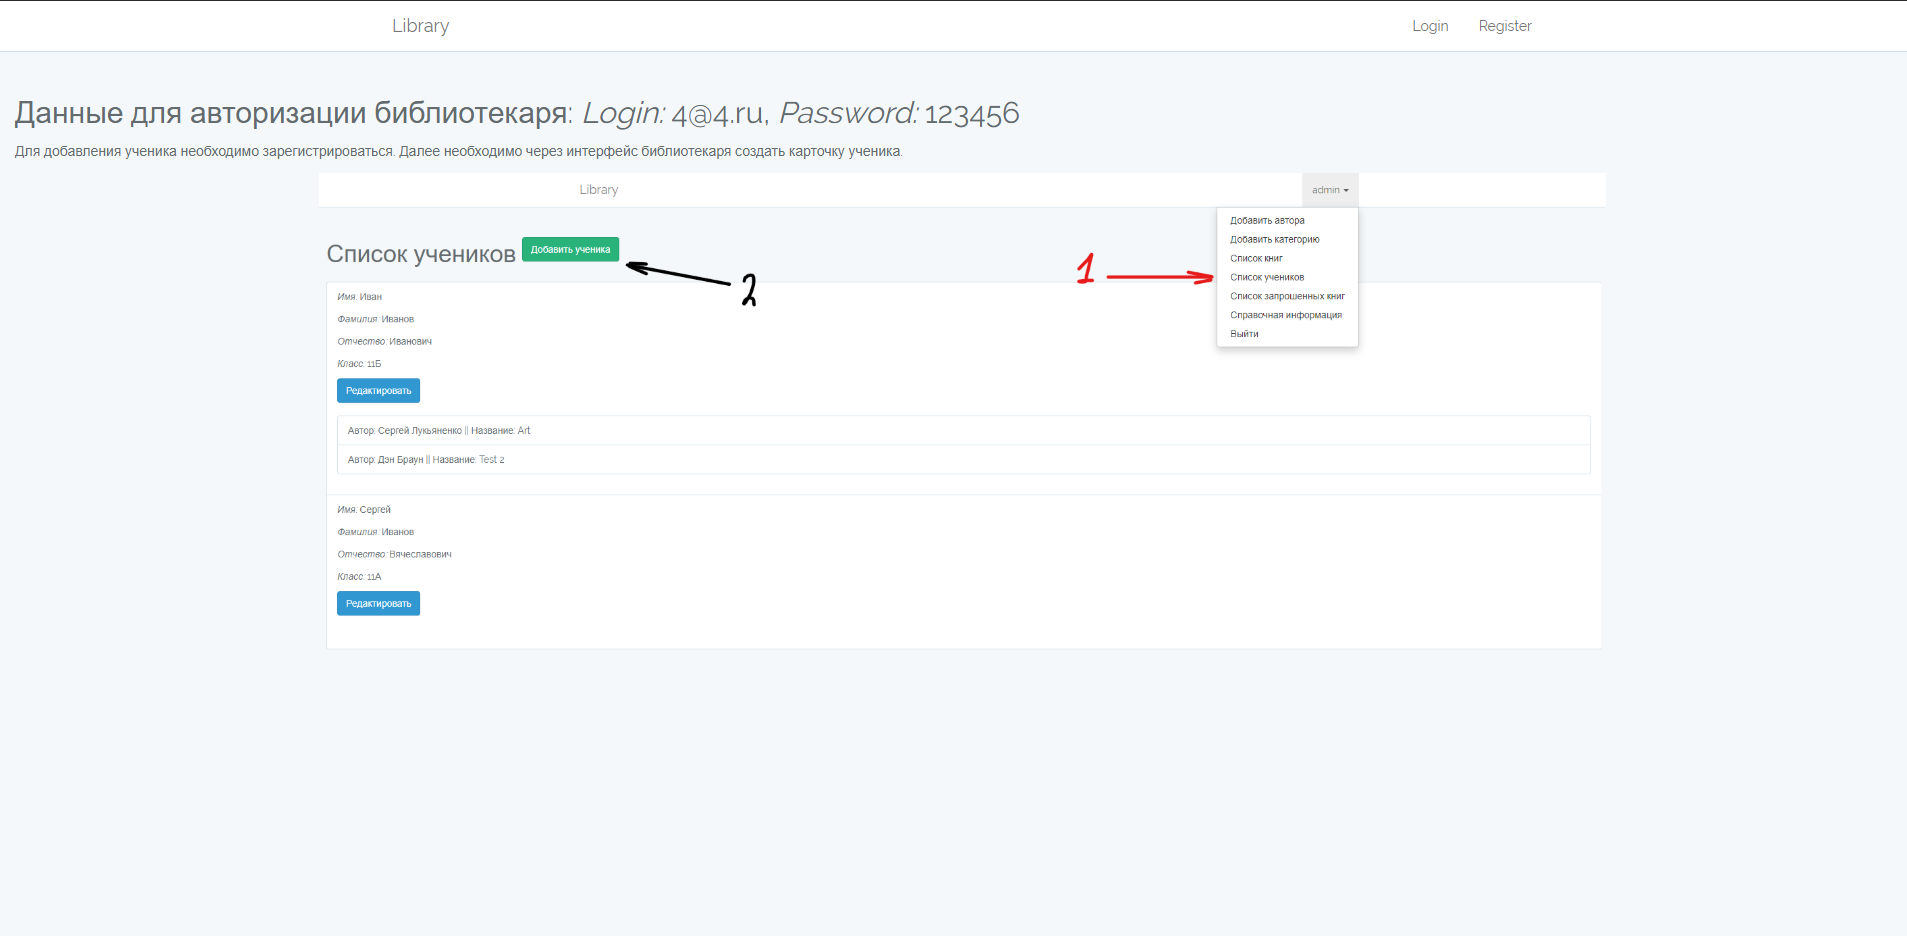 Library Login Register
Данные для авторизации библиотекаря: Login: 4@4.ru, Password: 123456
Для добавления ученика необходимо зарегистрироваться. Далее необходимо через интерфейс библиотекаря создать карточку ученика.
Library admin
Добавить автора
Добавить категорию
Список книг
Список учеников
Список запрошенных книг
Справочная информация
Выйти
1
Список учеников Добавить ученика
2
Имя: Иван
Фамилия: Иванов
Отчество: Иванович
Класс: 11Б
Редактировать
Автор: Сергей Лукьяненко || Название: Art
Автор: Дэн Браун || Название: Test 2
Имя: Сергей
Фамилия: Иванов
Отчество: Вячеславович
Класс: 11А
Редактировать